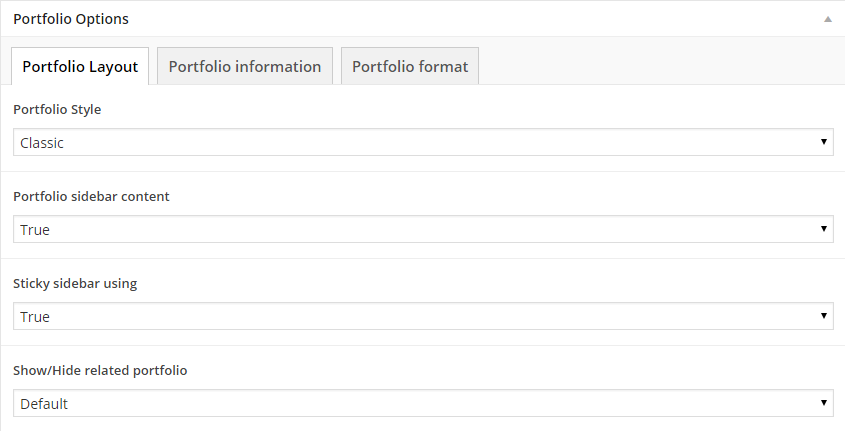 Portfolio Options
Portfolio Layout Portfolio information Portfolio format
Portfolio Style
Classic
Portfolio sidebar content
True
Sticky sidebar using
True
Show/Hide related portfolio
Default